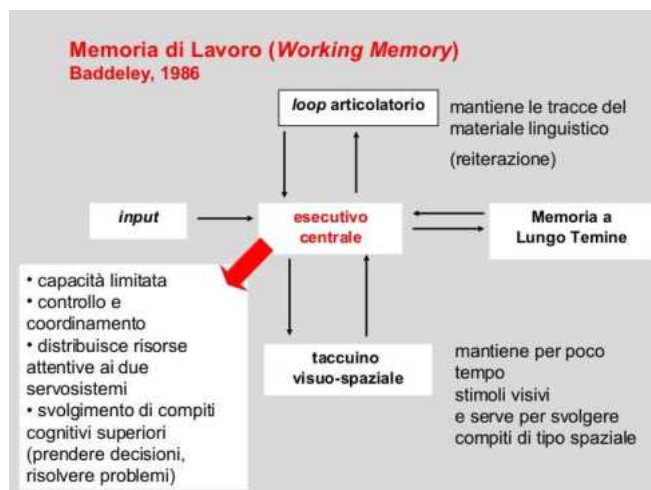 Memoria di Lavoro (Working Memory)
Baddeley, 1986
loop articolatorio
mantiene le tracce del
materiale linguistico
(reiterazione)
input
esecutivo
centrale
Memoria a
Lungo Temine
• capacità limitata
• controllo e
coordinamento
• distribuisce risorse
attentive ai due
servosistemi
• svolgimento di compiti
cognitivi superiori
(prendere decisioni,
risolvere problemi)
taccuino
visuo-spaziale
mantiene per poco
tempo
stimoli visivi
e serve per svolgere
compiti di tipo spaziale